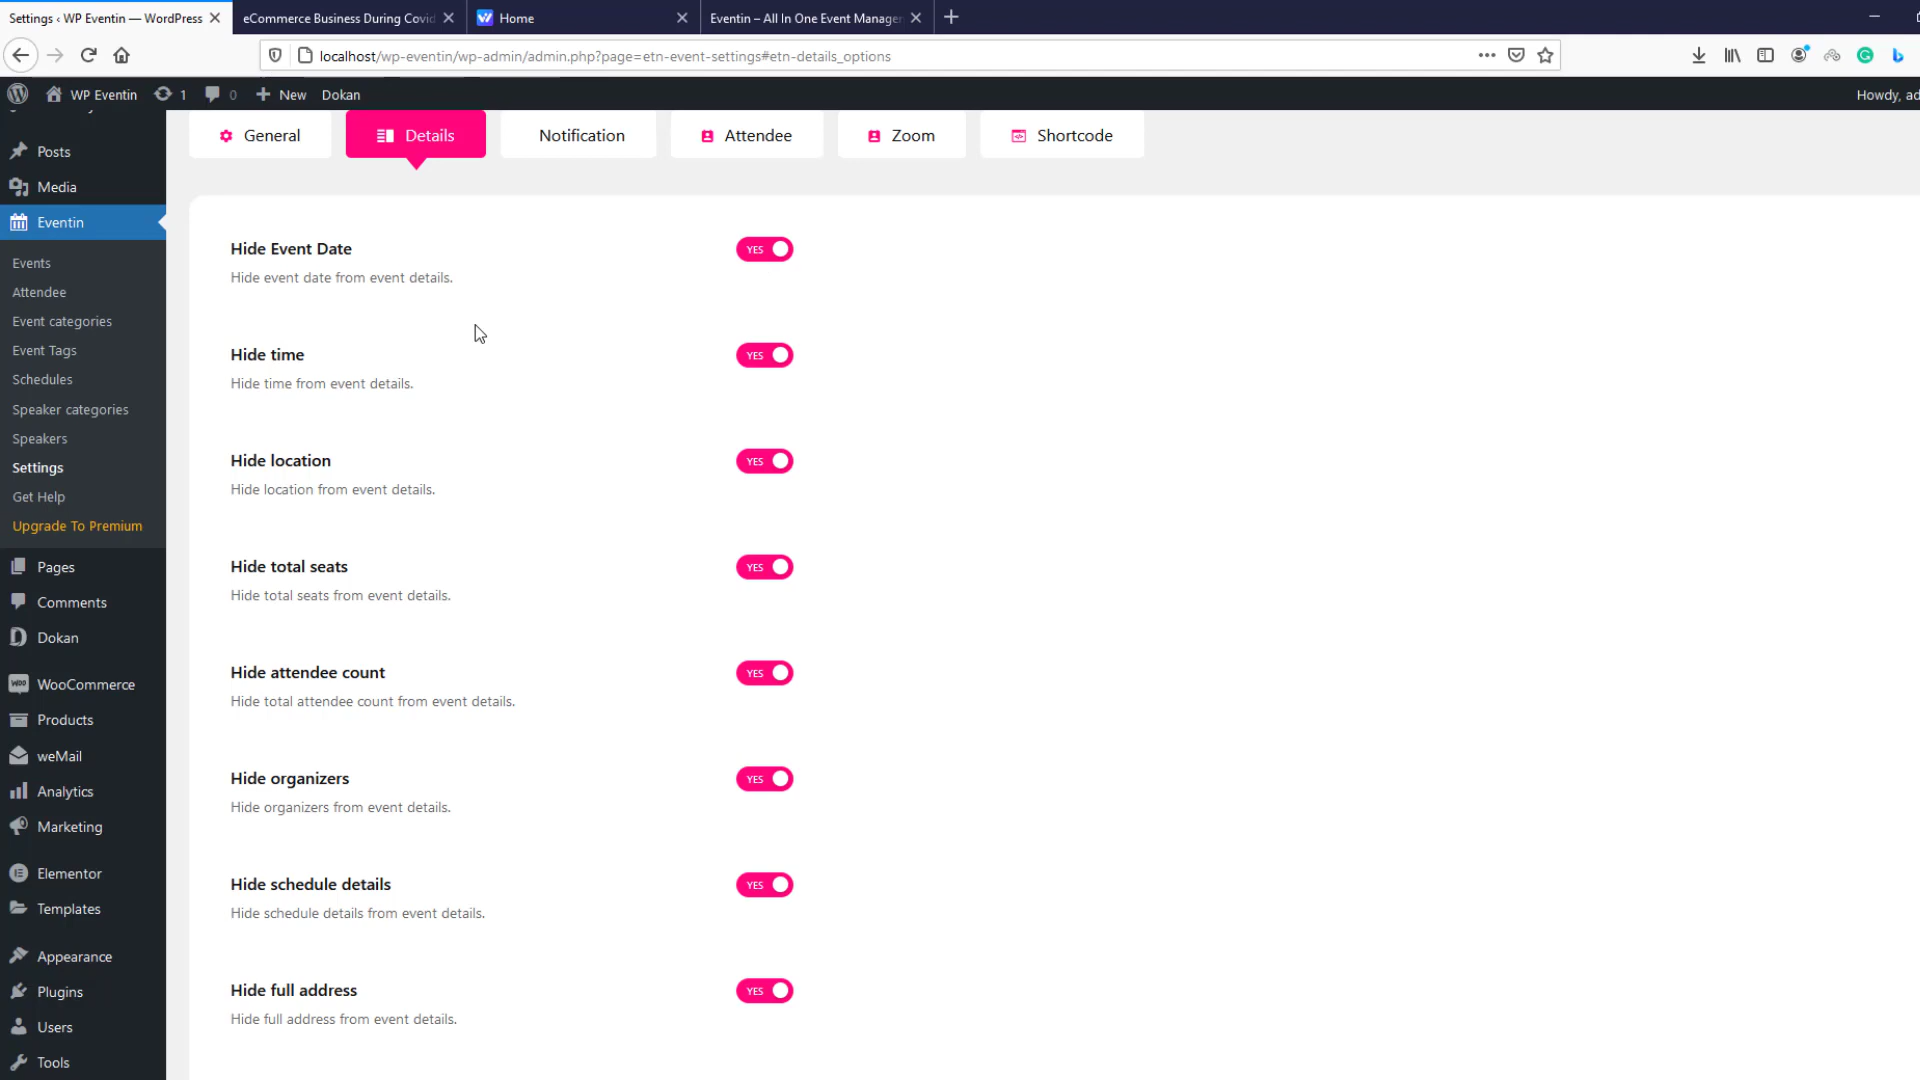 Settings ‹ WP Eventin — WordPress
eCommerce Business During Covid
Home
Eventin – All In One Event Manager
localhost/wp-eventin/wp-admin/admin.php?page=etn-event-settings#etn-details_options
WP Eventin
1
0
New
Dokan
Howdy, ad
Posts
Media
Eventin
Events
Attendee
Event categories
Event Tags
Schedules
Speaker categories
Speakers
Settings
Get Help
Upgrade To Premium
Pages
Comments
Dokan
WooCommerce
Products
weMail
Analytics
Marketing
Elementor
Templates
Appearance
Plugins
Users
Tools
General
Details
Notification
Attendee
Zoom
Shortcode
Hide Event Date
YES
Hide event date from event details.
Hide time
YES
Hide time from event details.
Hide location
YES
Hide location from event details.
Hide total seats
YES
Hide total seats from event details.
Hide attendee count
YES
Hide total attendee count from event details.
Hide organizers
YES
Hide organizers from event details.
Hide schedule details
YES
Hide schedule details from event details.
Hide full address
YES
Hide full address from event details.